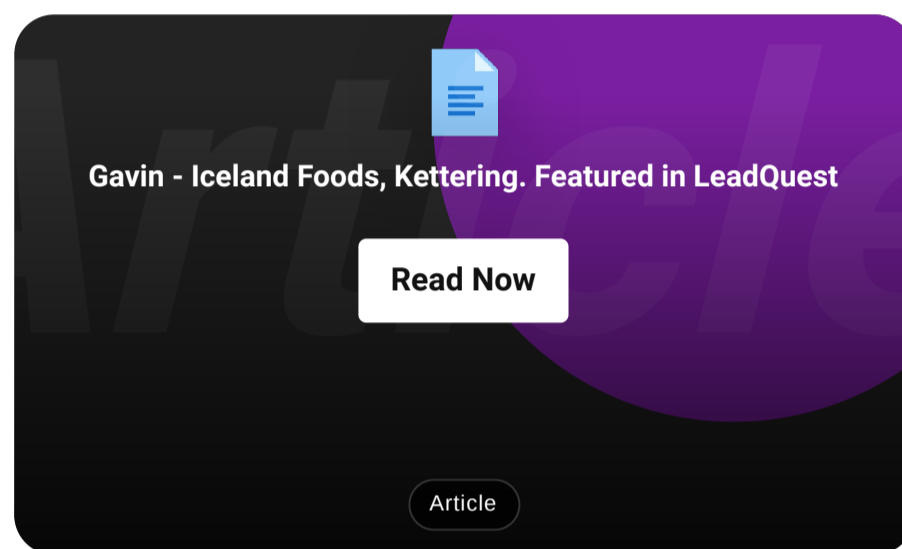 Article
Gavin - Iceland Foods, Kettering. Featured in LeadQuest
Read Now
Article